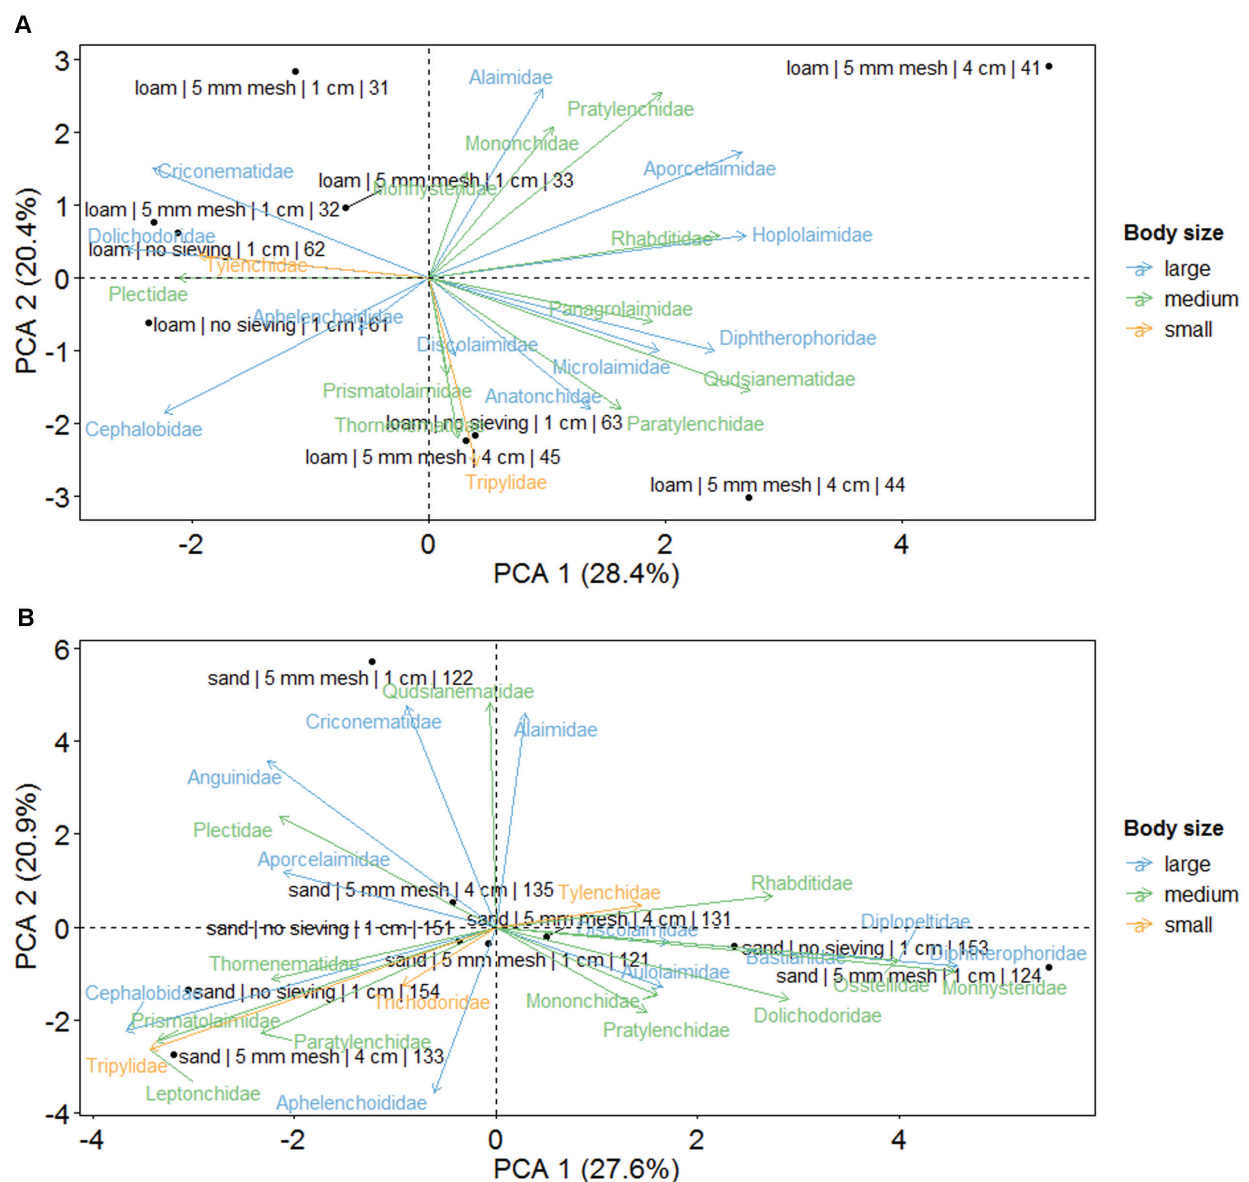 A
3
2
1
0
-1
-2
-3
PCA 2 (20.4%)
loam | 5 mm mesh | 1 cm | 31
Alaimidae
loam | 5 mm mesh | 4 cm | 41
Pratylenchidae
Mononchidae
Criconematidae
loam | 5 mm mesh | 1 cm | 33
Monhysteridae
Aporcelaimidae
loam | 5 mm mesh | 1 cm | 32
Dolichodoridae
loam | no sieving | 1 cm | 62
Tylenchidae
Rhabditidae
Hoplolaimidae
Plectidae
Aphelenchoididae
loam | no sieving | 1 cm | 61
Panagrolaimidae
Discolaimidae
Diphtherophoridae
Microlaimidae
Qudsianematidae
Prismatolaimidae
Anatonchidae
Cephalobidae
Thornenematidae
loam | no sieving | 1 cm | 63
Paratylenchidae
loam | 5 mm mesh | 4 cm | 45
Tripylidae
loam | 5 mm mesh | 4 cm | 44
-2
0
2
4
PCA 1 (28.4%)
Body size
large
medium
small
B
6
4
2
0
-2
-4
PCA 2 (20.9%)
sand | 5 mm mesh | 1 cm | 122
Qudsianematidae
Criconematidae
Alaimidae
Anguinidae
Plectidae
Aporcelaimidae
sand | 5 mm mesh | 4 cm | 135
Tylenchidae
Rhabditidae
sand | no sieving | 1 cm | 151
sand | 5 mm mesh | 4 cm | 131
Discolaimidae
Diplopeltidae
sand | no sieving | 1 cm | 153
Bastianiidae
Diphtherophoridae
Thornenematidae
sand | 5 mm mesh | 1 cm | 121
Aulolaimidae
sand | 5 mm mesh | 1 cm | 124
Osstellidae
Monhysteridae
Cephalobidae
sand | no sieving | 1 cm | 154
Trichodoridae
Mononchidae
Dolichodoridae
Prismatolaimidae
Pratylenchidae
Paratylenchidae
sand | 5 mm mesh | 4 cm | 133
Tripylidae
Leptonchidae
Aphelenchoididae
-4
-2
0
2
4
PCA 1 (27.6%)
Body size
large
medium
small